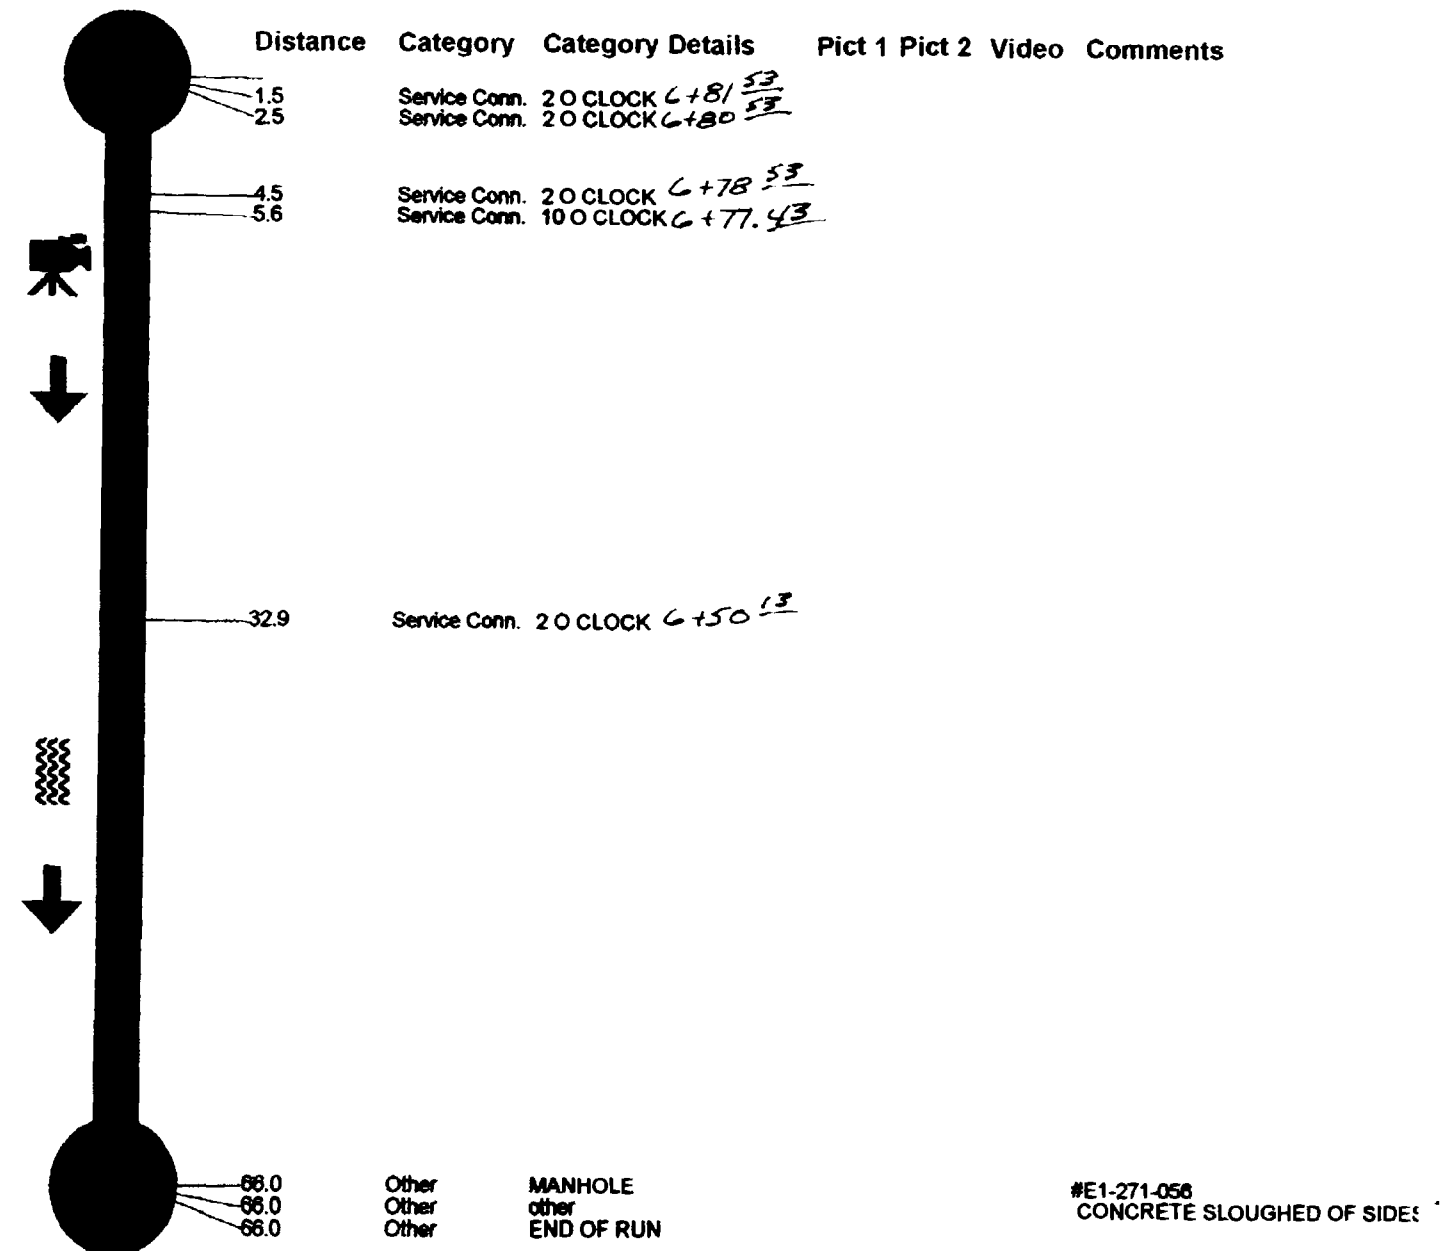 Distance Category Category Details Pict 1 Pict 2 Video Comments
1.5 Service Conn. 2 O CLOCK 6+81 53
2.5 Service Conn. 2 O CLOCK 6+80 53
4.5 Service Conn. 2 O CLOCK 6+78 53
5.6 Service Conn. 10 O CLOCK 6+77.43
32.9 Service Conn. 2 O CLOCK 6+50 13
66.0 Other MANHOLE #E1-271-056
66.0 Other other CONCRETE SLOUGHED OF SIDES
66.0 Other END OF RUN